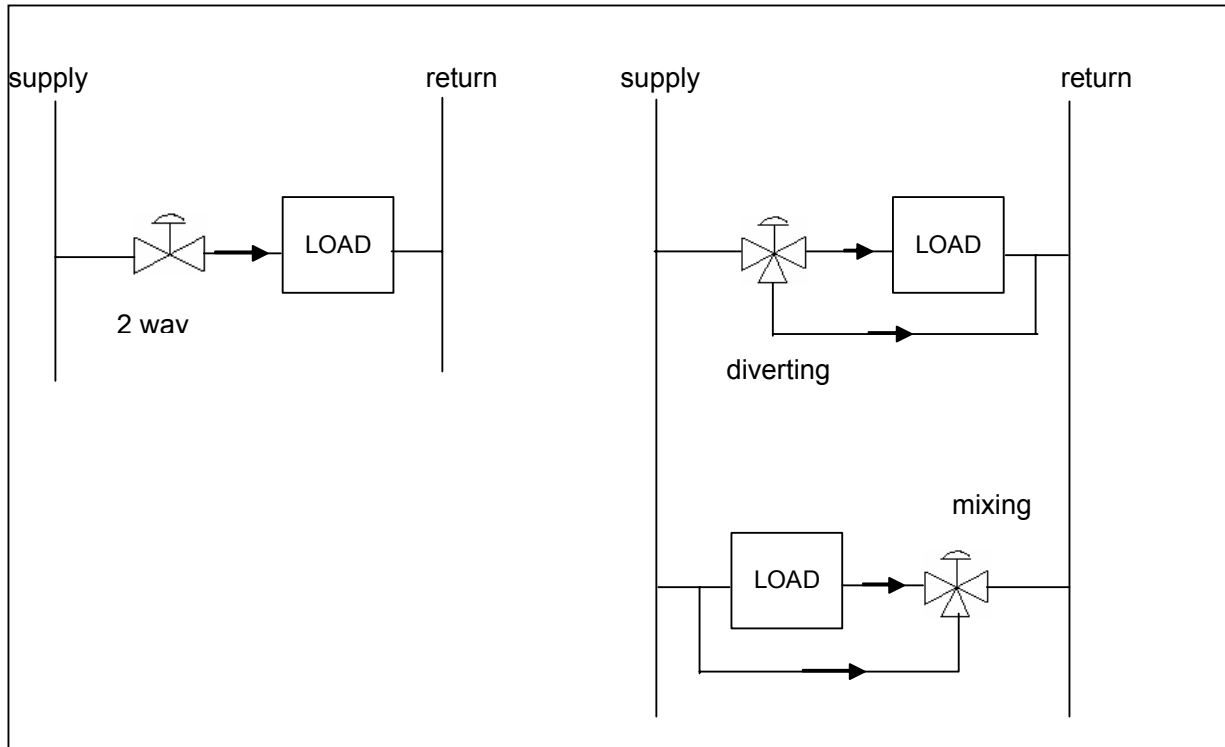 supply
return
LOAD
2 wav
supply
return
LOAD
diverting
mixing
LOAD